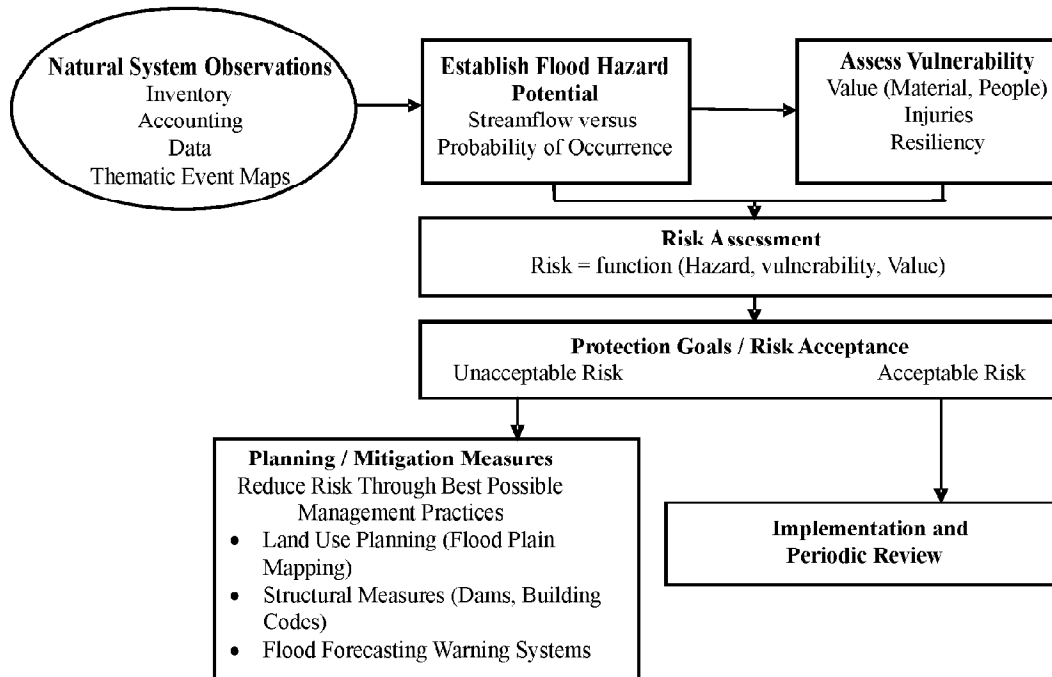 Natural System Observations
Inventory
Accounting
Data
Thematic Event Maps
Establish Flood Hazard
Potential
Streamflow versus
Probability of Occurrence
Assess Vulnerability
Value (Material, People)
Injuries
Resiliency
Risk Assessment
Risk = function (Hazard, vulnerability, Value)
Protection Goals / Risk Acceptance
Unacceptable Risk
Acceptable Risk
Planning / Mitigation Measures
Reduce Risk Through Best Possible
Management Practices
• Land Use Planning (Flood Plain
Mapping)
• Structural Measures (Dams, Building
Codes)
• Flood Forecasting Warning Systems
Implementation and
Periodic Review